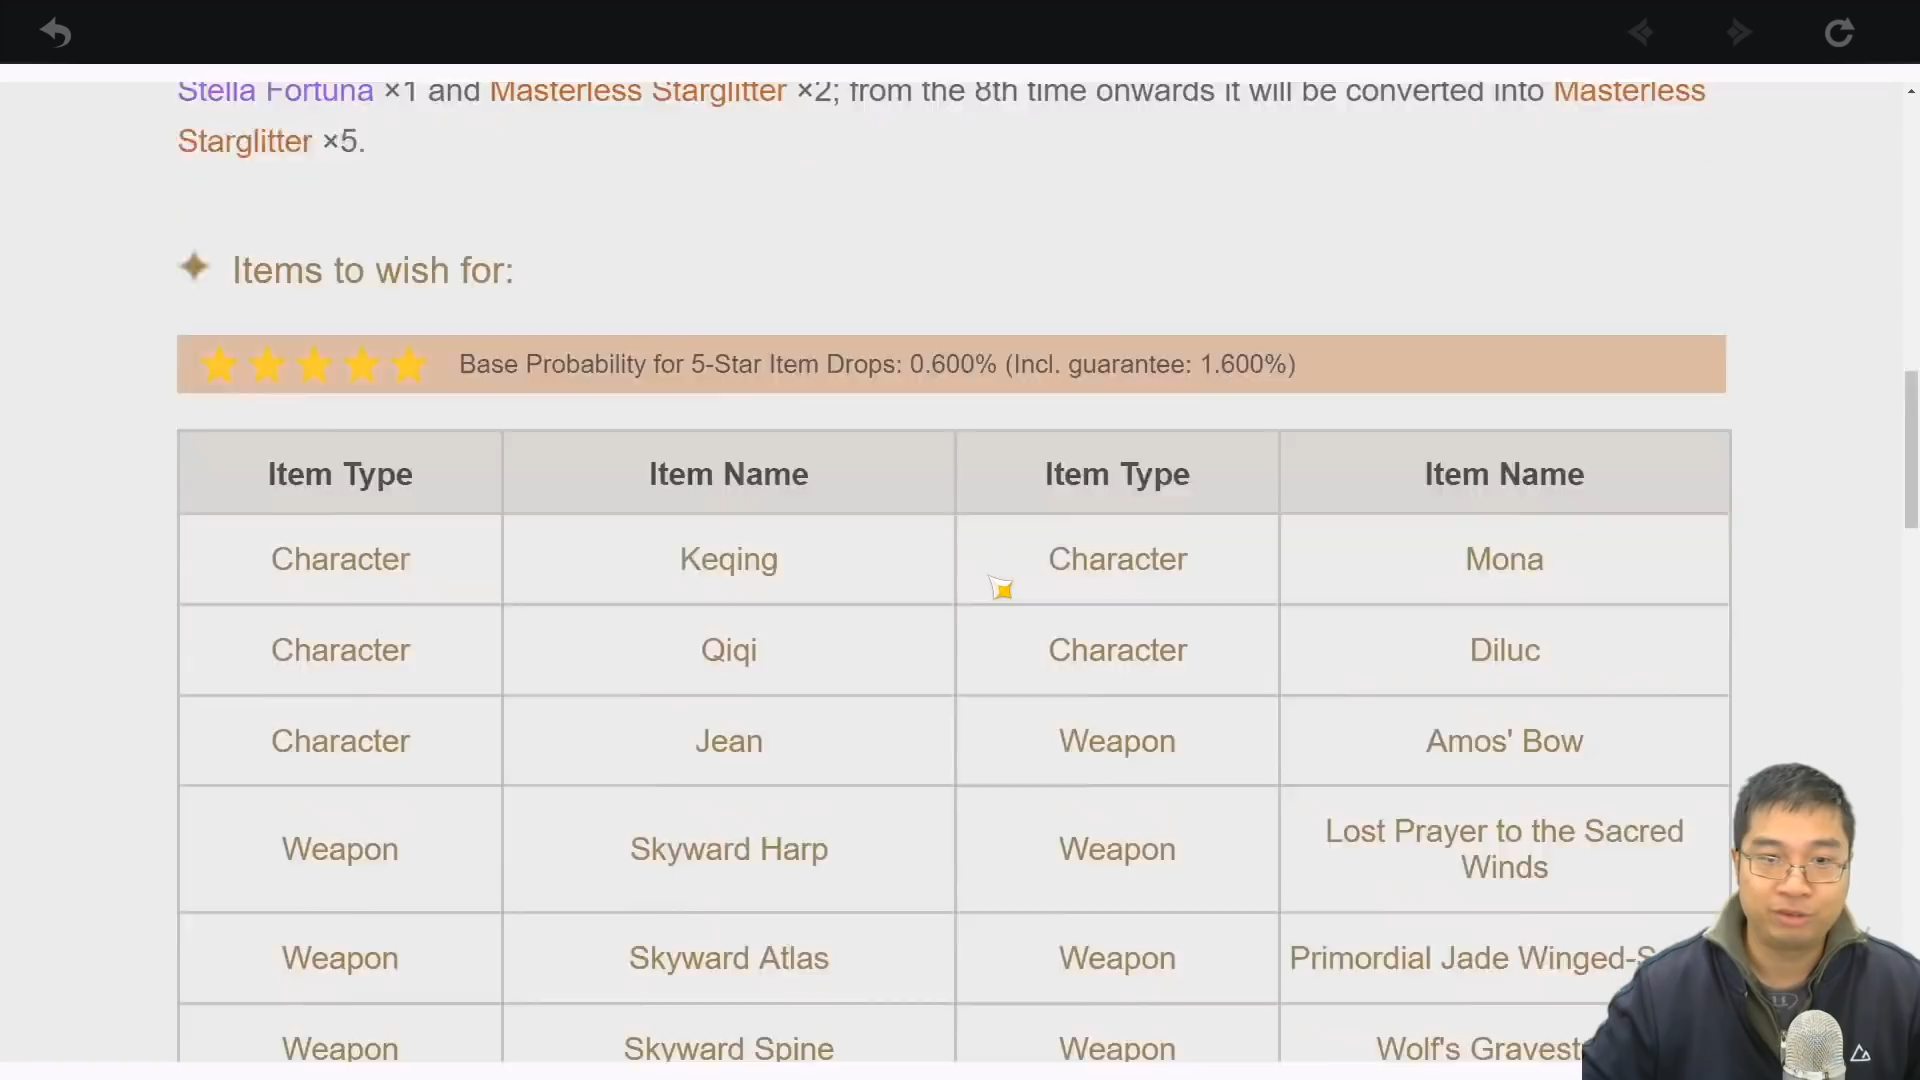 Stella Fortuna ×1 and Masterless Starglitter ×2; from the 8th time onwards it will be converted into Masterless
Starglitter ×5.
Items to wish for:
Base Probability for 5-Star Item Drops: 0.600% (Incl. guarantee: 1.600%)
Item Type Item Name Item Type Item Name
Character Keqing Character Mona
Character Qiqi Character Diluc
Character Jean Weapon Amos' Bow
Weapon Skyward Harp Weapon Lost Prayer to the Sacred
Winds
Weapon Skyward Atlas Weapon Primordial Jade Winged-
Weapon Skyward Spine Weapon Wolf's